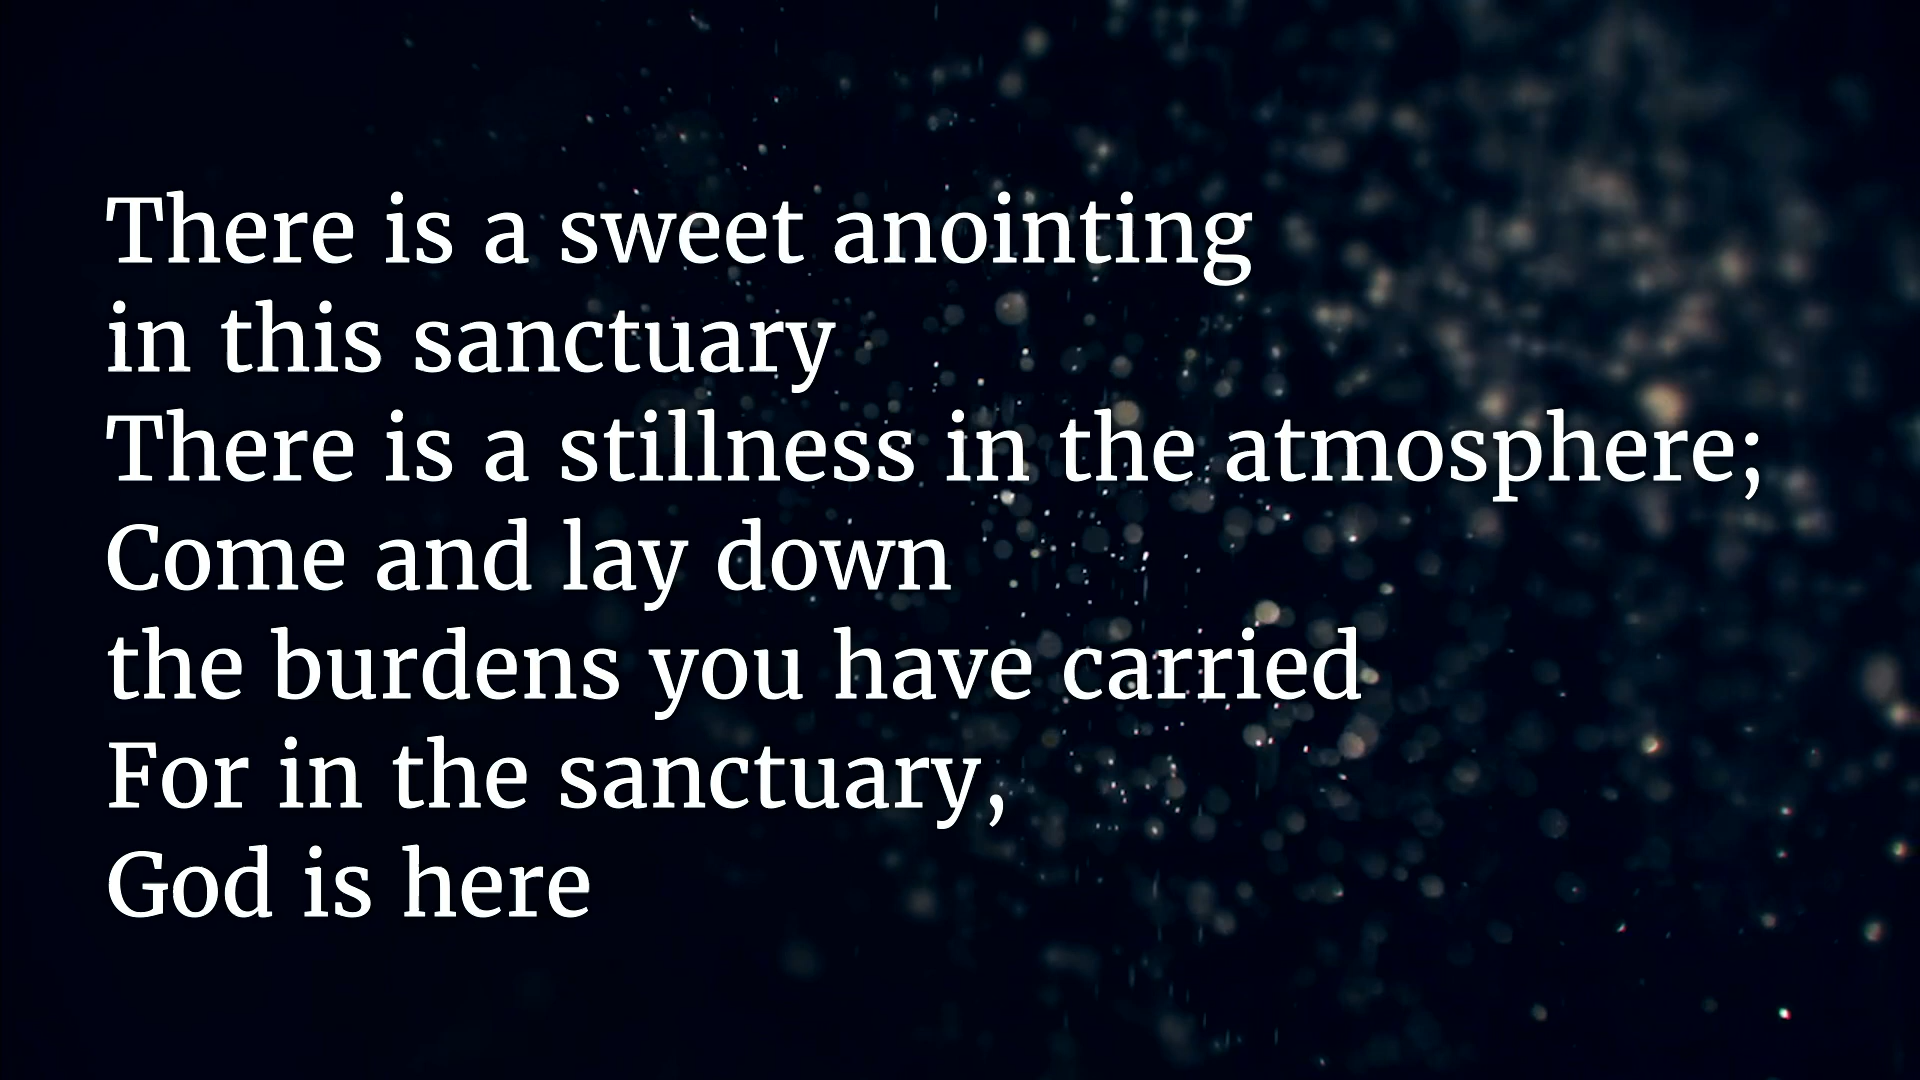 There is a sweet anointing
in this sanctuary
There is a stillness in the atmosphere;
Come and lay down
the burdens you have carried
For in the sanctuary,
God is here